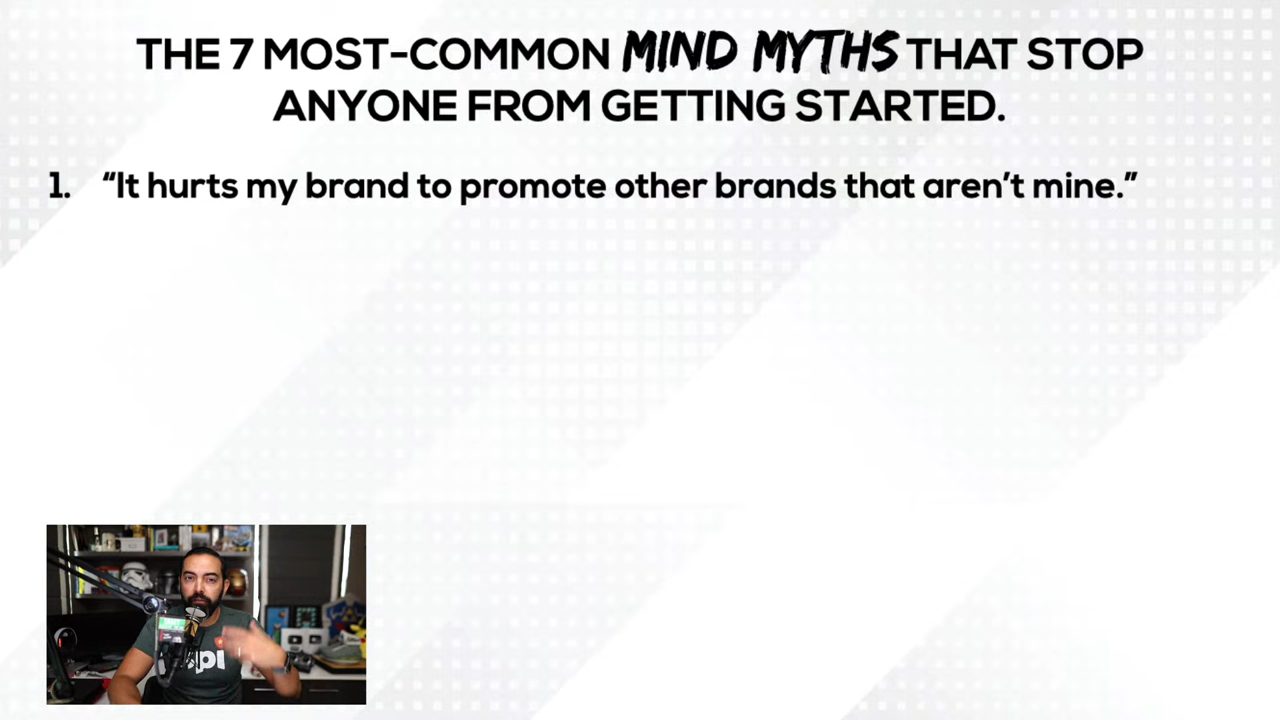 THE 7 MOST-COMMON MIND MYTHS THAT STOP
ANYONE FROM GETTING STARTED.
1. “It hurts my brand to promote other brands that aren’t mine.”